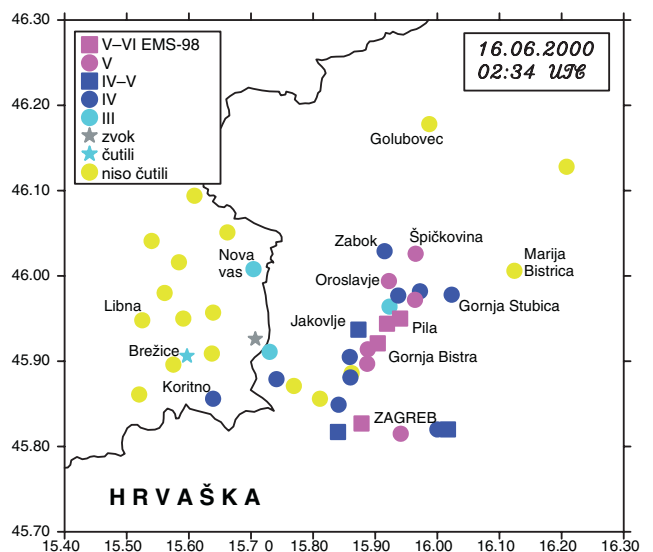 46.30
46.20
46.10
46.00
45.90
45.80
45.70
V–VI EMS-98
V
IV–V
IV
III
zvok
čutili
niso čutili
16.06.2000
02:34 UTC
Golubovec
Zabok
Špičkovina
Nova
vas
Marija
Bistrica
Oroslavje
Gornja Stubica
Libna
Jakovlje
Pila
Brežice
Gornja Bistra
Koritno
ZAGREB
HRVAŠKA
15.40 15.50 15.60 15.7 0 15.80 15.90 16.00 16.10 16.20 16.30